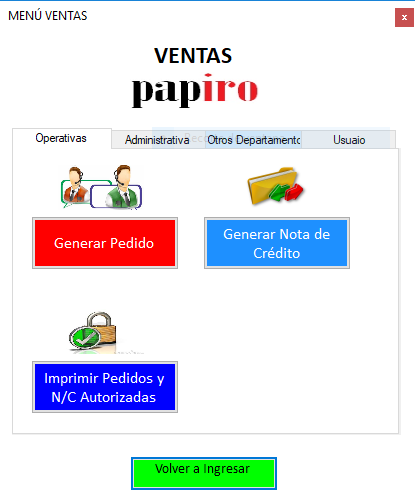 MENÚ VENTAS
x
VENTAS
papiro
Operativas
Administrativa
Otros Departamento
Usuaio
Generar Pedido
Generar Nota de
Crédito
Imprimir Pedidos y
N/C Autorizadas
Volver a Ingresar